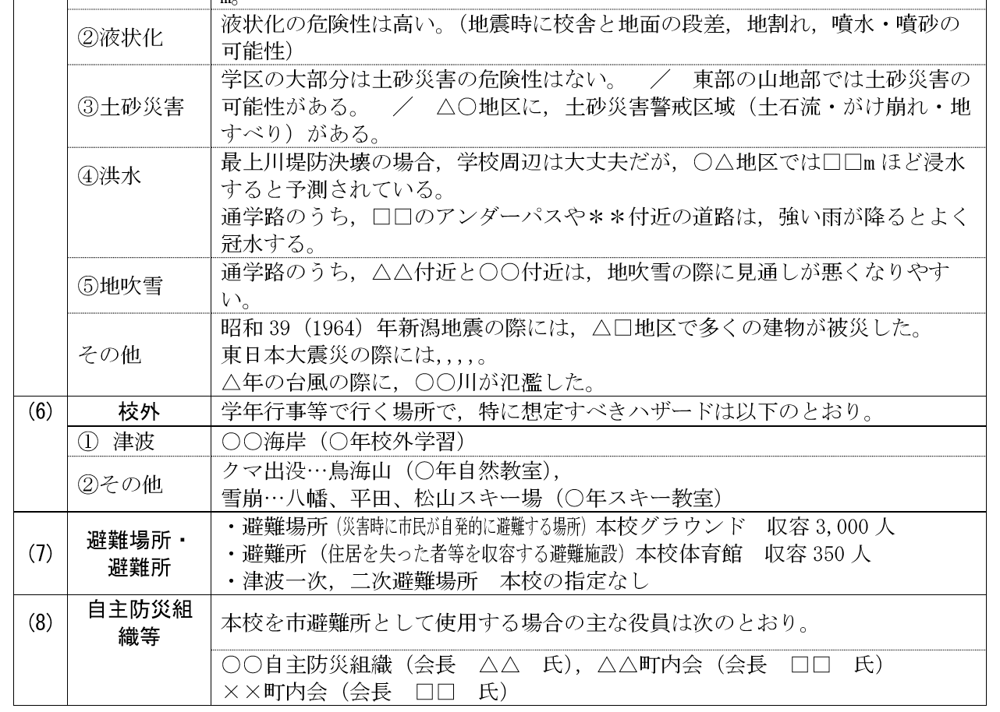 m。
②液状化
液状化の危険性は高い。（地震時に校舎と地面の段差，地割れ，噴水・噴砂の
可能性）
③土砂災害
学区の大部分は土砂災害の危険性はない。　／　東部の山地部では土砂災害の
可能性がある。　／　△○地区に，土砂災害警戒区域（土石流・がけ崩れ・地
すべり）がある。
④洪水
最上川堤防決壊の場合，学校周辺は大丈夫だが，○△地区では□□m ほど浸水
すると予測されている。
通学路のうち，□□のアンダーパスや＊＊付近の道路は，強い雨が降るとよく
冠水する。
⑤地吹雪
通学路のうち，△△付近と○○付近は，地吹雪の際に見通しが悪くなりやす
い。
その他
昭和 39（1964）年新潟地震の際には，△□地区で多くの建物が被災した。
東日本大震災の際には,,,,。
△年の台風の際に，○○川が氾濫した。
(6)
校外
学年行事等で行く場所で，特に想定すべきハザードは以下のとおり。
① 津波
○○海岸（○年校外学習）
②その他
クマ出没…鳥海山（○年自然教室），
雪崩…八幡、平田、松山スキー場（○年スキー教室）
(7)
避難場所・
避難所
・避難場所（災害時に市民が自発的に避難する場所）本校グラウンド　収容 3,000 人
・避難所（住居を失った者等を収容する避難施設）本校体育館　収容 350 人
・津波一次，二次避難場所　本校の指定なし
(8)
自主防災組
織等
本校を市避難所として使用する場合の主な役員は次のとおり。
○○自主防災組織（会長　△△　氏），△△町内会（会長　□□　氏）
××町内会（会長　□□　氏）